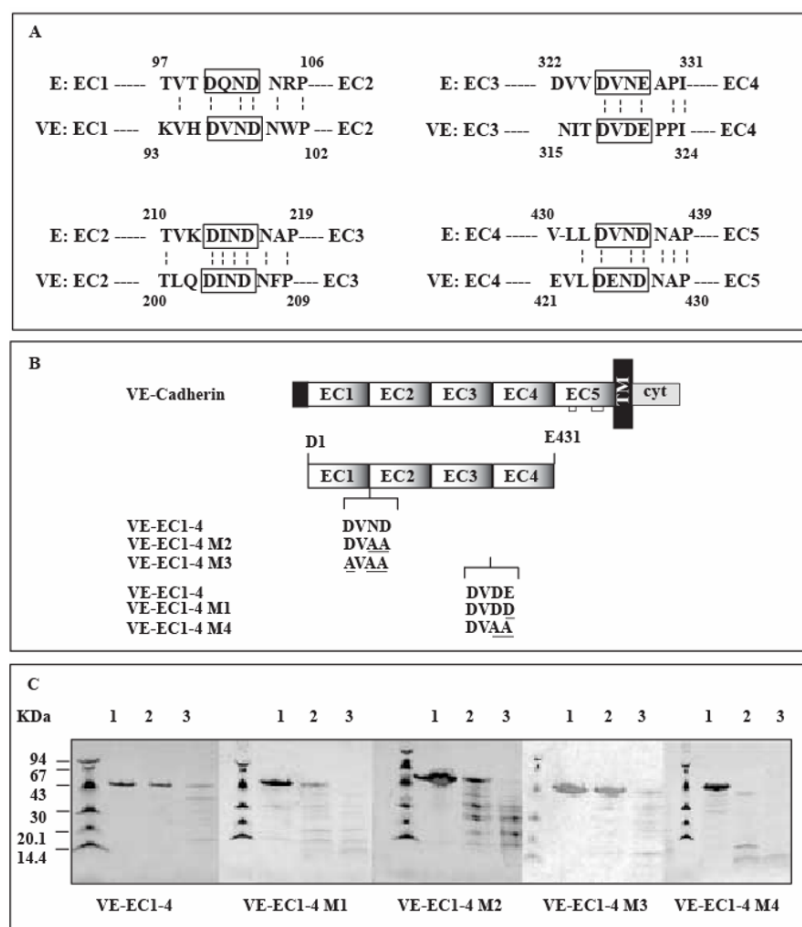 A
97 106
E: EC1 ----- TVT DQND NRP---- EC2
VE: EC1 ----- KVH DVND NWP---- EC2
93 102
322 331
E: EC3 ---- DVV DVNE API----- EC4
VE: EC3 ---- NIT DVDE PPI----- EC4
315 324
210 219
E: EC2 ----- TVK DIND NAP---- EC3
VE: EC2 ---- TLQ DIND NFP---- EC3
200 209
430 439
E: EC4 ----- V-LL DVND NAP---- EC5
VE: EC4 ---- EVL DEND NAP---- EC5
421 430
B
VE-Cadherin EC1 EC2 EC3 EC4 EC5 TM cyt
D1 E431
EC1 EC2 EC3 EC4
VE-EC1-4 DVND
VE-EC1-4 M2 DVAA
VE-EC1-4 M3 AVAA
VE-EC1-4 DVDE
VE-EC1-4 M1 DVDD
VE-EC1-4 M4 DVAA
C
KDa 1 2 3 1 2 3 1 2 3 1 2 3 1 2 3
94
67
43
30
20.1
14.4
VE-EC1-4 VE-EC1-4 M1 VE-EC1-4 M2 VE-EC1-4 M3 VE-EC1-4 M4